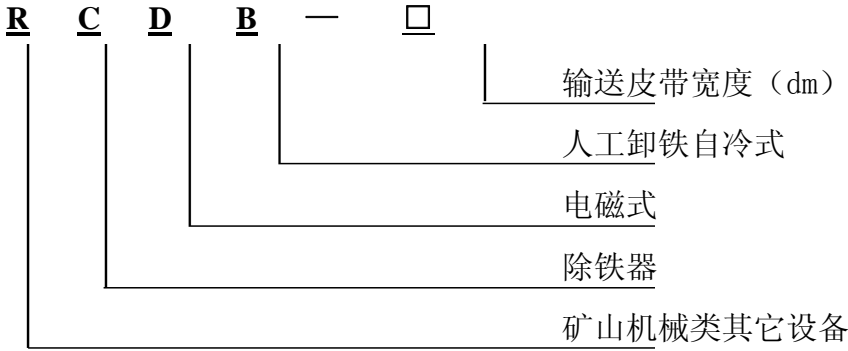 R C D B — □
输送皮带宽度（dm）
人工卸铁自冷式
电磁式
除铁器
矿山机械类其它设备